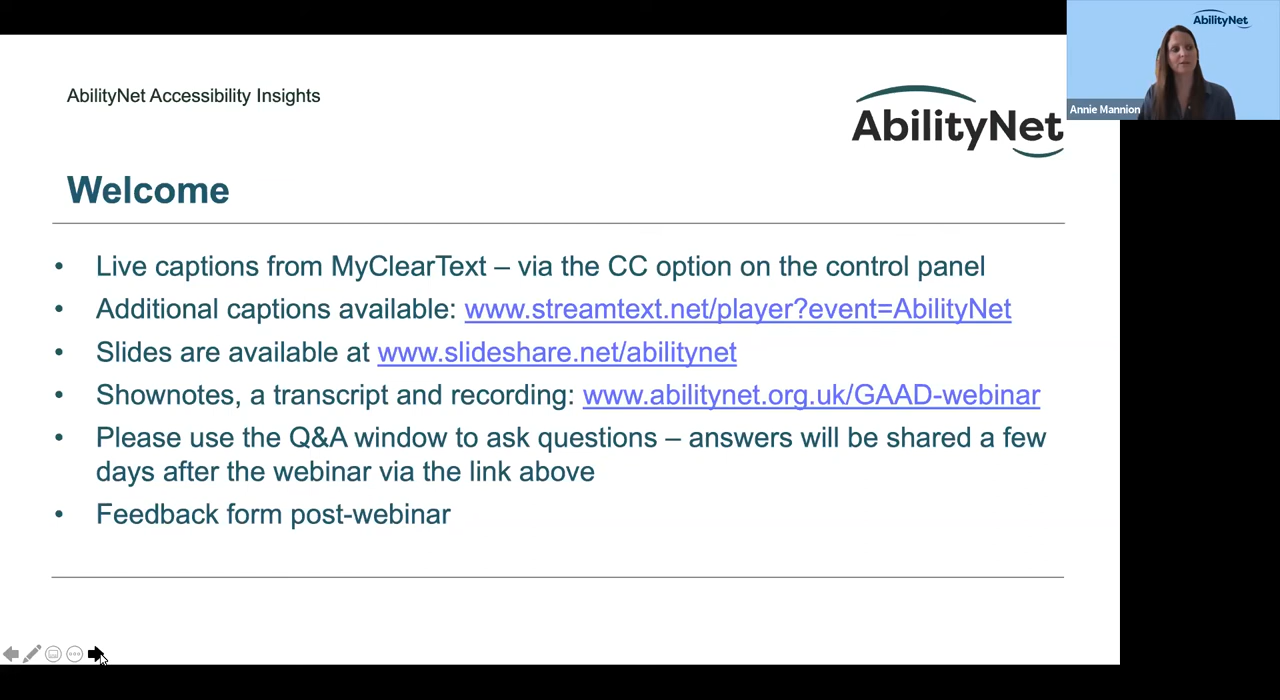 AbilityNet
Annie Mannion
AbilityNet Accessibility Insights
AbilityNet
Welcome
• Live captions from MyClearText – via the CC option on the control panel
• Additional captions available: www.streamtext.net/player?event=AbilityNet
• Slides are available at www.slideshare.net/abilitynet
• Shownotes, a transcript and recording: www.abilitynet.org.uk/GAAD-webinar
• Please use the Q&A window to ask questions – answers will be shared a few
days after the webinar via the link above
• Feedback form post-webinar